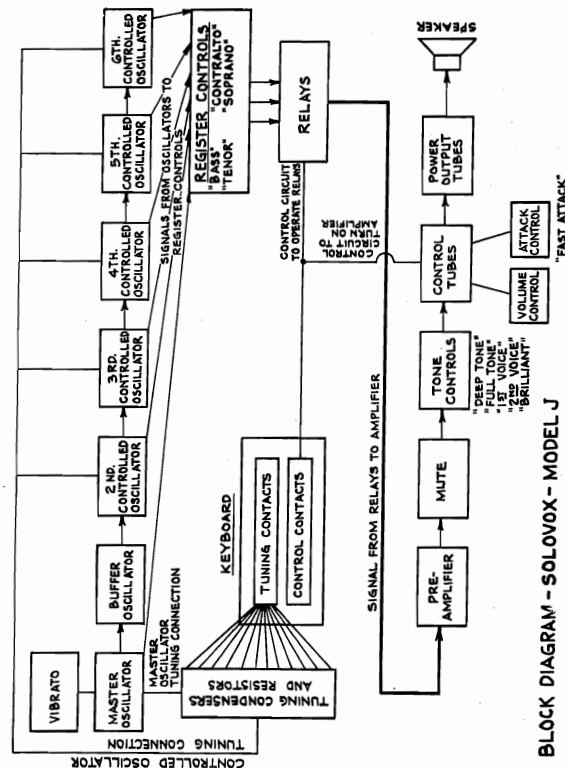 VIBRATO
MASTER
OSCILLATOR
BUFFER
OSCILLATOR
2ND.
CONTROLLED
OSCILLATOR
3RD.
CONTROLLED
OSCILLATOR
4TH.
CONTROLLED
OSCILLATOR
5TH.
CONTROLLED
OSCILLATOR
6TH.
CONTROLLED
OSCILLATOR
CONTROLLED OSCILLATOR
TUNING CONNECTION
MASTER
OSCILLATOR
TUNING CONNECTION
SIGNALS FROM OSCILLATORS TO
REGISTER CONTROLS
REGISTER CONTROLS
"BASS" "CONTRALTO"
"TENOR" "SOPRANO"
TUNING CONDENSERS
AND RESISTORS
KEYBOARD
TUNING CONTACTS
CONTROL CONTACTS
CONTROL CIRCUIT
TO OPERATE RELAYS
RELAYS
CONTROL
CIRCUIT TO
TURN ON
AMPLIFIER
SIGNAL FROM RELAYS TO AMPLIFIER
PRE-
AMPLIFIER
MUTE
TONE
CONTROLS
"DEEP TONE"
"FULL TONE"
"1ST VOICE"
"2ND VOICE"
"BRILLIANT"
CONTROL
TUBES
POWER
OUTPUT
TUBES
SPEAKER
VOLUME
CONTROL
ATTACK
CONTROL
"FAST ATTACK"
BLOCK DIAGRAM - SOLOVOX - MODEL J